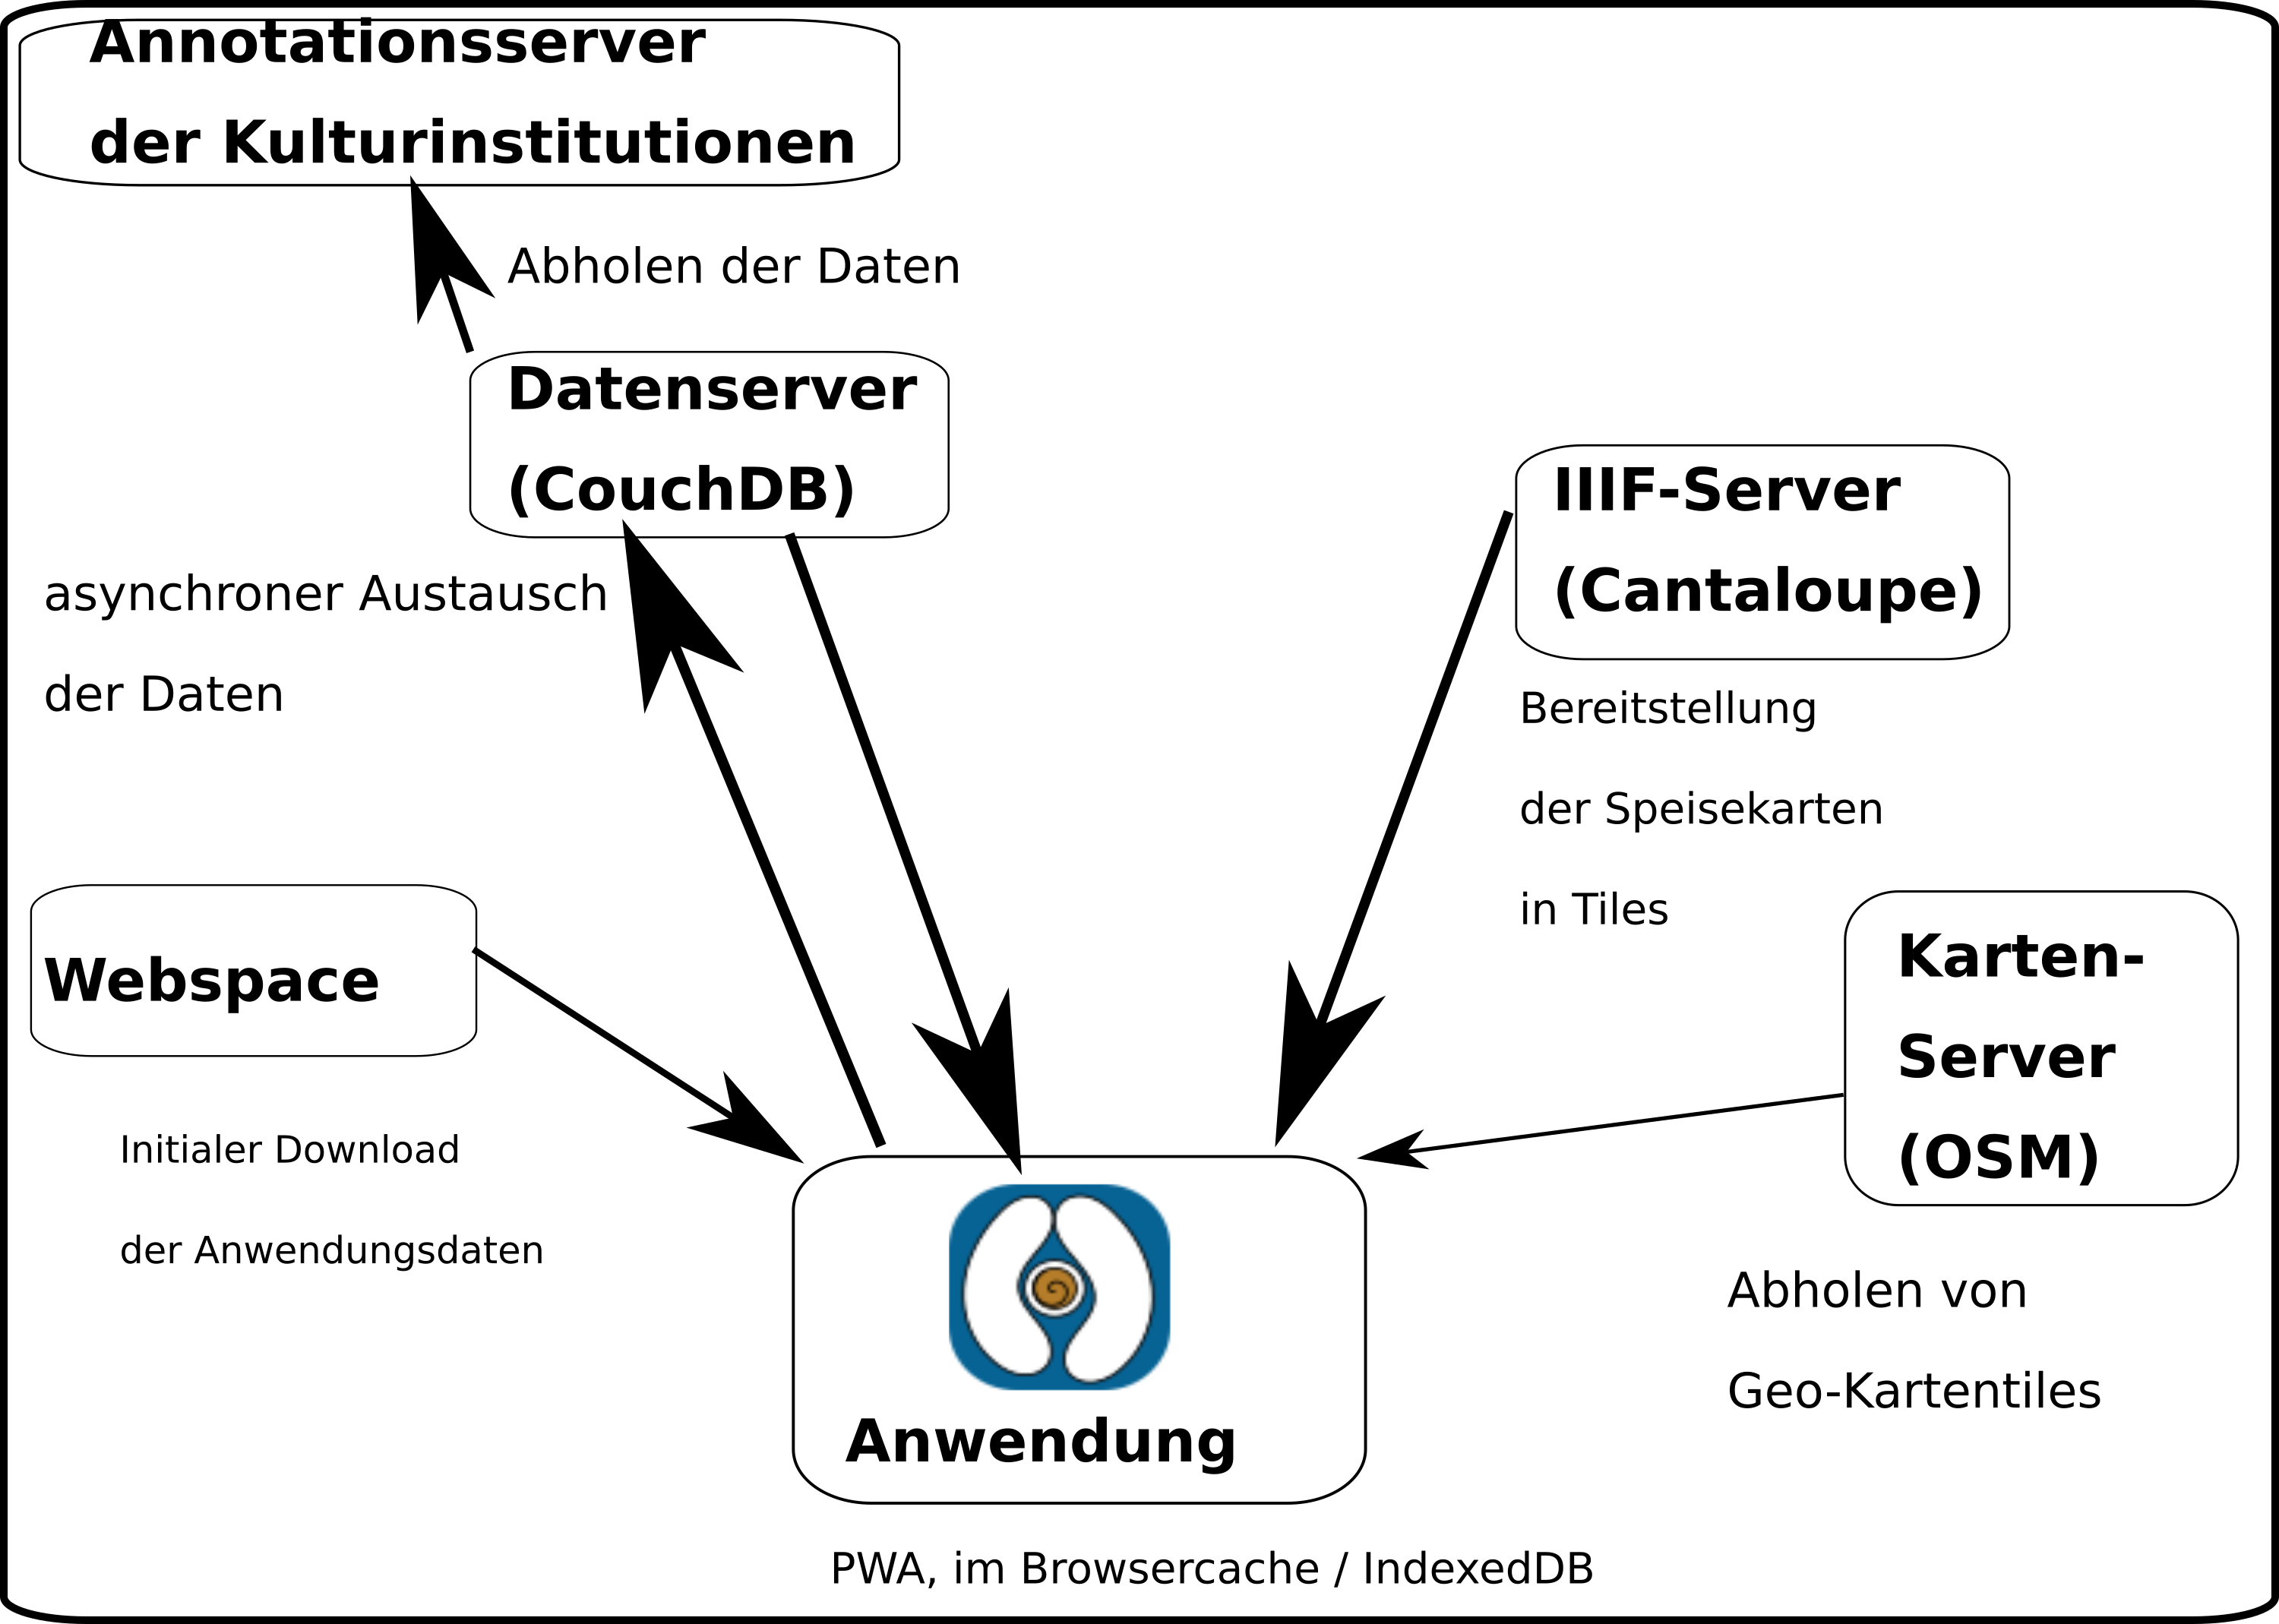 Annotationsserver
der Kulturinstitutionen
Abholen der Daten
Datenserver
(CouchDB)
asynchroner Austausch
der Daten
IIIF-Server
(Cantaloupe)
Bereitstellung
der Speisekarten
in Tiles
Webspace
Initialer Download
der Anwendungsdaten
Karten-
Server
(OSM)
Abholen von
Geo-Kartentiles
Anwendung
PWA, im Browsercache / IndexedDB